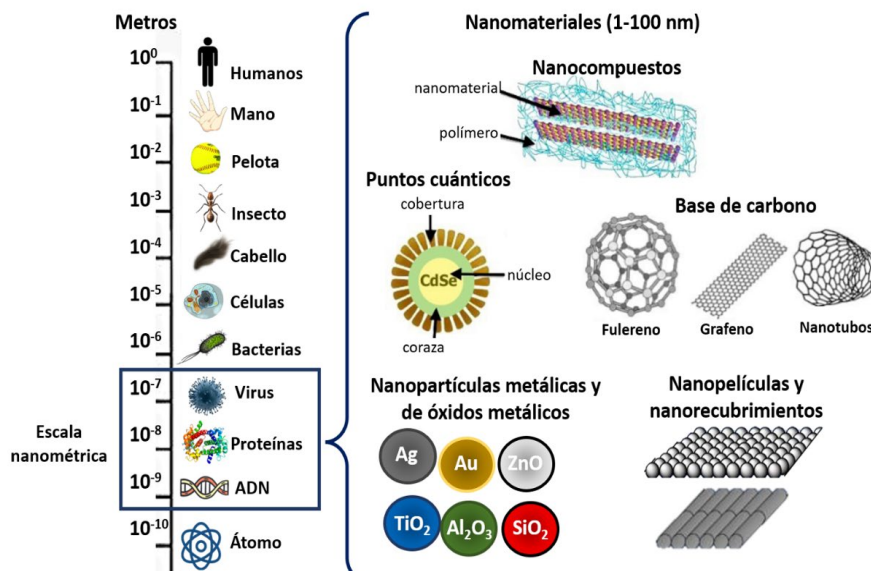 Metros
10⁰
Humanos
10⁻¹
Mano
10⁻²
Pelota
10⁻³
Insecto
10⁻⁴
Cabello
10⁻⁵
Células
10⁻⁶
Bacterias
10⁻⁷
Virus
Escala
nanométrica
10⁻⁸
Proteínas
10⁻⁹
ADN
10⁻¹⁰
Átomo
Nanomateriales (1-100 nm)
Nanocompuestos
nanomaterial
polímero
Puntos cuánticos
cobertura
CdSe
núcleo
coraza
Base de carbono
Fulereno
Grafeno
Nanotubos
Nanopartículas metálicas y
de óxidos metálicos
Ag
Au
ZnO
TiO₂
Al₂O₃
SiO₂
Nanopelículas y
nanorecubrimientos